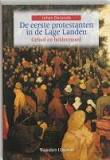 Johan Decavele
De eerste protestanten
in de Lage Landen
Geloof en heldenmoed